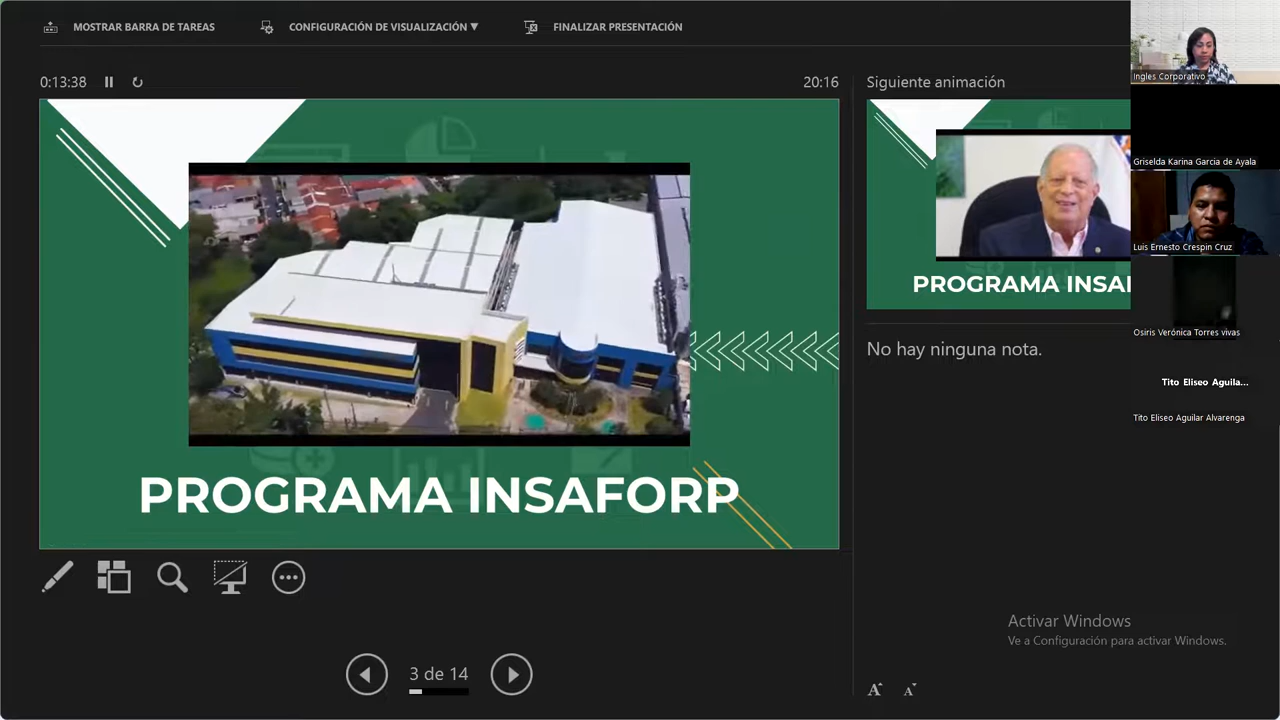 MOSTRAR BARRA DE TAREAS
CONFIGURACIÓN DE VISUALIZACIÓN ▼
FINALIZAR PRESENTACIÓN
0:13:38
20:16
PROGRAMA INSAFORP
3 de 14
Siguiente animación
PROGRAMA INSA
No hay ninguna nota.
Activar Windows
Ve a Configuración para activar Windows.
A A
Ingles Corporativo
Griselda Karina Garcia de Ayala
Luis Ernesto Crespin Cruz
Osiris Verónica Torres vivas
Tito Eliseo Aguila...
Tito Eliseo Aguilar Alvarenga